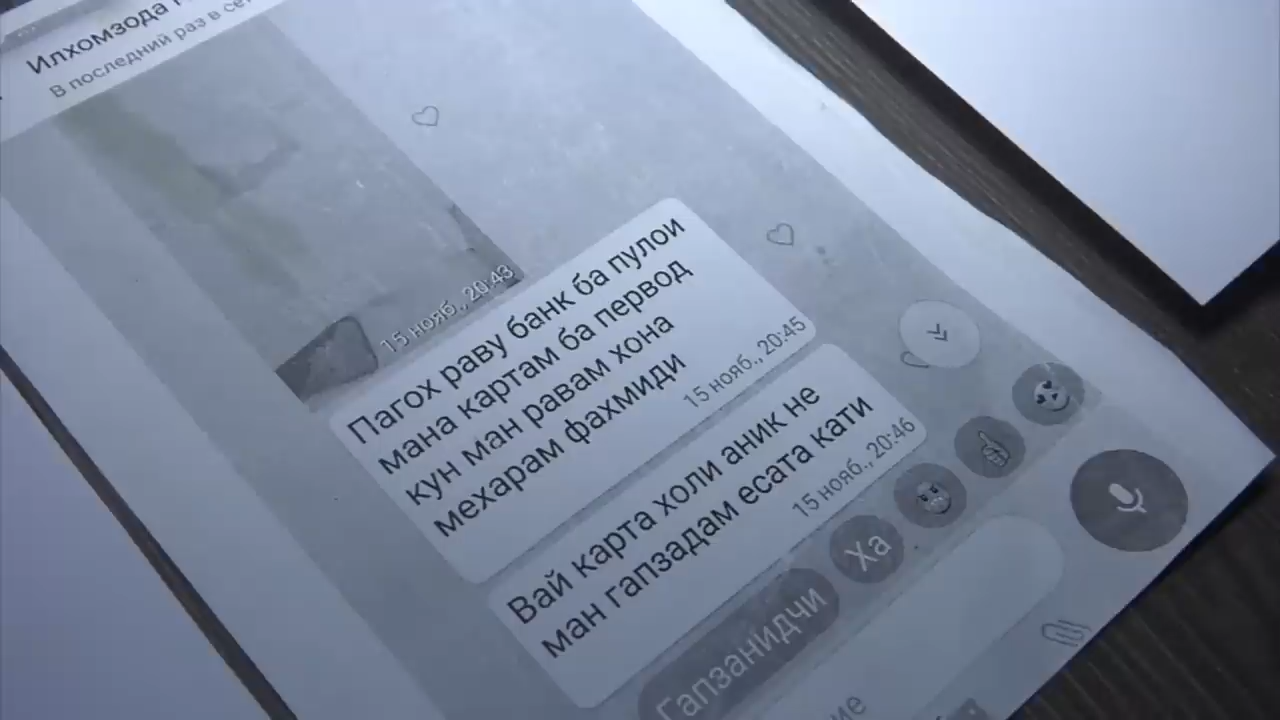 Илхомзода
В последний раз в се
15 нояб., 20:43
Пагох раву банк ба пулои
мана картам ба первод
кун ман равам хона
мехарам фахмиди
15 нояб., 20:45
Вай карта холи аник не
ман гапзадам есата кати
15 нояб., 20:46
Гапзанидчи
Ха
ие